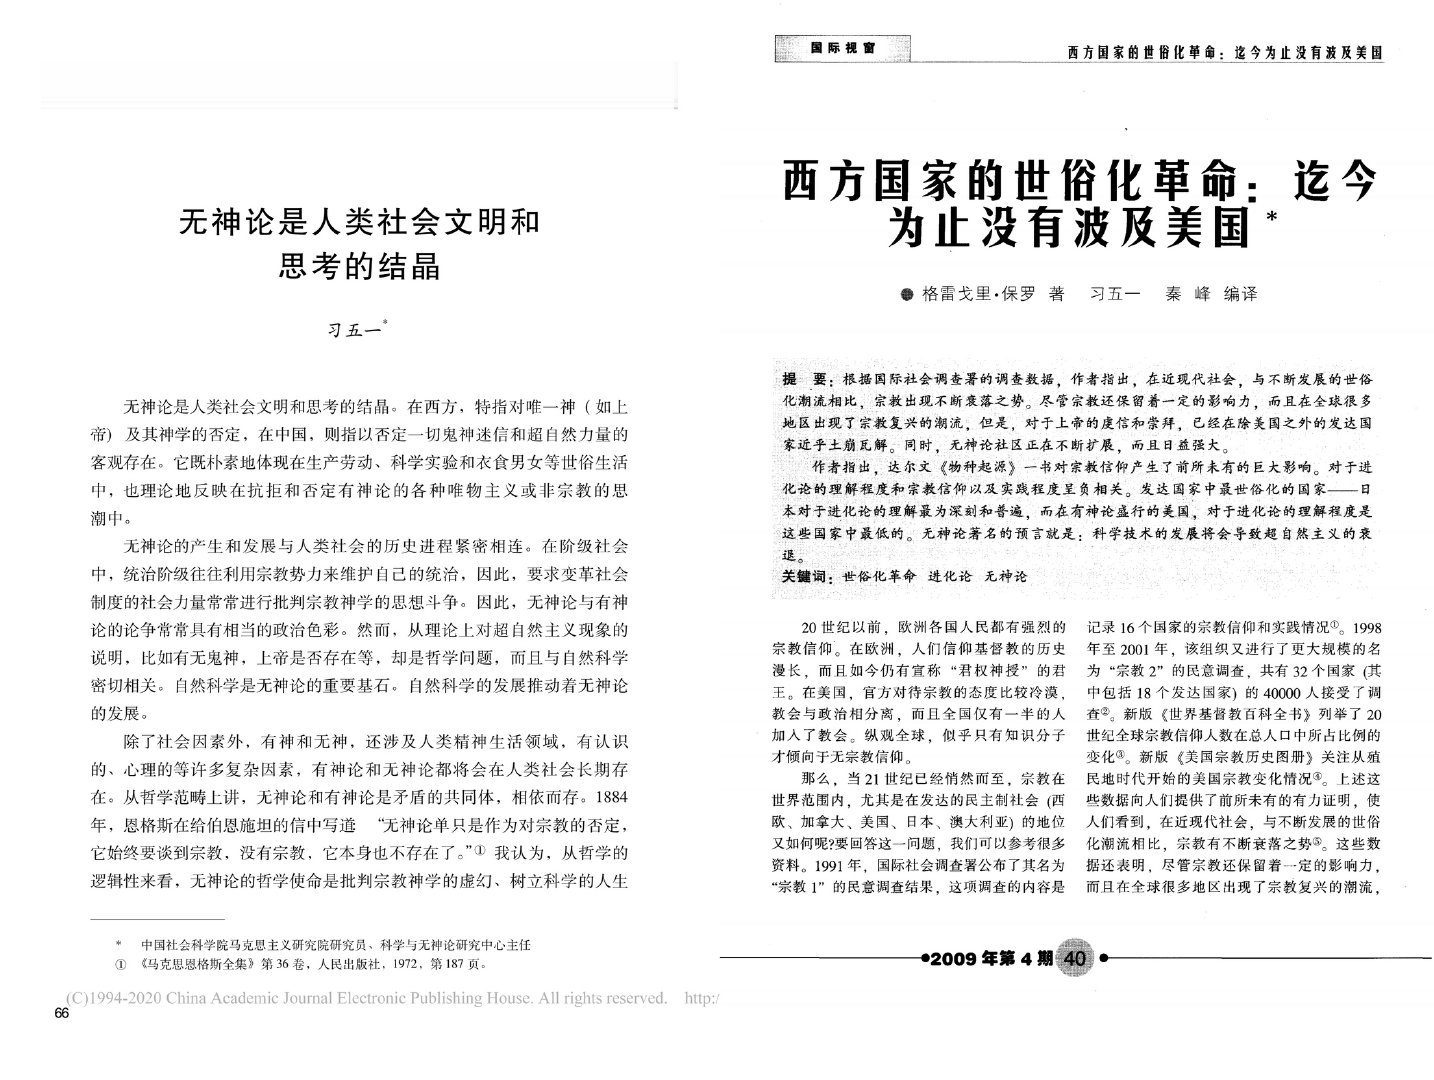 无神论是人类社会文明和
思考的结晶
习五一*
无神论是人类社会文明和思考的结晶。在西方，特指对唯一神（如上
帝）及其神学的否定，在中国，则指以否定一切鬼神迷信和超自然力量的
客观存在。它既朴素地体现在生产劳动、科学实验和衣食男女等世俗生活
中，也理论地反映在抗拒和否定有神论的各种唯物主义或非宗教的思
潮中。
无神论的产生和发展与人类社会的历史进程紧密相连。在阶级社会
中，统治阶级往往利用宗教势力来维护自己的统治，因此，要求变革社会
制度的社会力量常常进行批判宗教神学的思想斗争。因此，无神论与有神
论的论争常常具有相当的政治色彩。然而，从理论上对超自然主义现象的
说明，比如有无鬼神，上帝是否存在等，却是哲学问题，而且与自然科学
密切相关。自然科学是无神论的重要基石。自然科学的发展推动着无神论
的发展。
除了社会因素外，有神和无神，还涉及人类精神生活领域，有认识
的、心理的等许多复杂因素，有神论和无神论都将会在人类社会长期存
在。从哲学范畴上讲，无神论和有神论是矛盾的共同体，相依而存。1884
年，恩格斯在给伯恩施坦的信中写道 “无神论单只是作为对宗教的否定，
它始终要谈到宗教，没有宗教，它本身也不存在了。”① 我认为，从哲学的
逻辑性来看，无神论的哲学使命是批判宗教神学的虚幻、树立科学的人生
* 中国社会科学院马克思主义研究院研究员、科学与无神论研究中心主任
① 《马克思恩格斯全集》第 36 卷，人民出版社，1972，第 187 页。
(C)1994-2020 China Academic Journal Electronic Publishing House. All rights reserved. http:/
66
国际视窗
西方国家的世俗化革命：迄今为止没有波及美国
西方国家的世俗化革命：迄今
为止没有波及美国*
● 格雷戈里·保罗 著 习五一 秦 峰 编译
提 要：根据国际社会调查署的调查数据，作者指出，在近现代社会，与不断发展的世俗
化潮流相比，宗教出现不断衰落之势。尽管宗教还保留着一定的影响力，而且在全球很多
地区出现了宗教复兴的潮流，但是，对于上帝的虔信和崇拜，已经在除美国之外的发达国
家近乎土崩瓦解。同时，无神论社区正在不断扩展，而且日益强大。
作者指出，达尔文《物种起源》一书对宗教信仰产生了前所未有的巨大影响。对于进
化论的理解程度和宗教信仰以及实践程度呈负相关。发达国家中最世俗化的国家——日
本对于进化论的理解最为深刻和普遍，而在有神论盛行的美国，对于进化论的理解程度是
这些国家中最低的。无神论著名的预言就是：科学技术的发展将会导致超自然主义的衰
退。
关键词：世俗化革命 进化论 无神论
20 世纪以前，欧洲各国人民都有强烈的
宗教信仰。在欧洲，人们信仰基督教的历史
漫长，而且如今仍有宣称“君权神授”的君
王。在美国，官方对待宗教的态度比较冷漠，
教会与政治相分离，而且全国仅有一半的人
加入了教会。纵观全球，似乎只有知识分子
才倾向于无宗教信仰。
那么，当 21 世纪已经悄然而至，宗教在
世界范围内，尤其是在发达的民主制社会（西
欧、加拿大、美国、日本、澳大利亚）的地位
又如何呢?要回答这一问题，我们可以参考很多
资料。1991 年，国际社会调查署公布了其名为
“宗教 1”的民意调查结果，这项调查的内容是
记录 16 个国家的宗教信仰和实践情况①。1998
年至 2001 年，该组织又进行了更大规模的名
为“宗教 2”的民意调查，共有 32 个国家（其
中包括 18 个发达国家）的 40000 人接受了调
查②。新版《世界基督教百科全书》列举了 20
世纪全球宗教信仰人数在总人口中所占比例的
变化③。新版《美国宗教历史图册》关注从殖
民地时代开始的美国宗教变化情况④。上述这
些数据向人们提供了前所未有的有力证明，使
人们看到，在近现代社会，与不断发展的世俗
化潮流相比，宗教有不断衰落之势⑤。这些数
据还表明，尽管宗教还保留着一定的影响力，
而且在全球很多地区出现了宗教复兴的潮流，
●2009 年第 4 期 40 ●